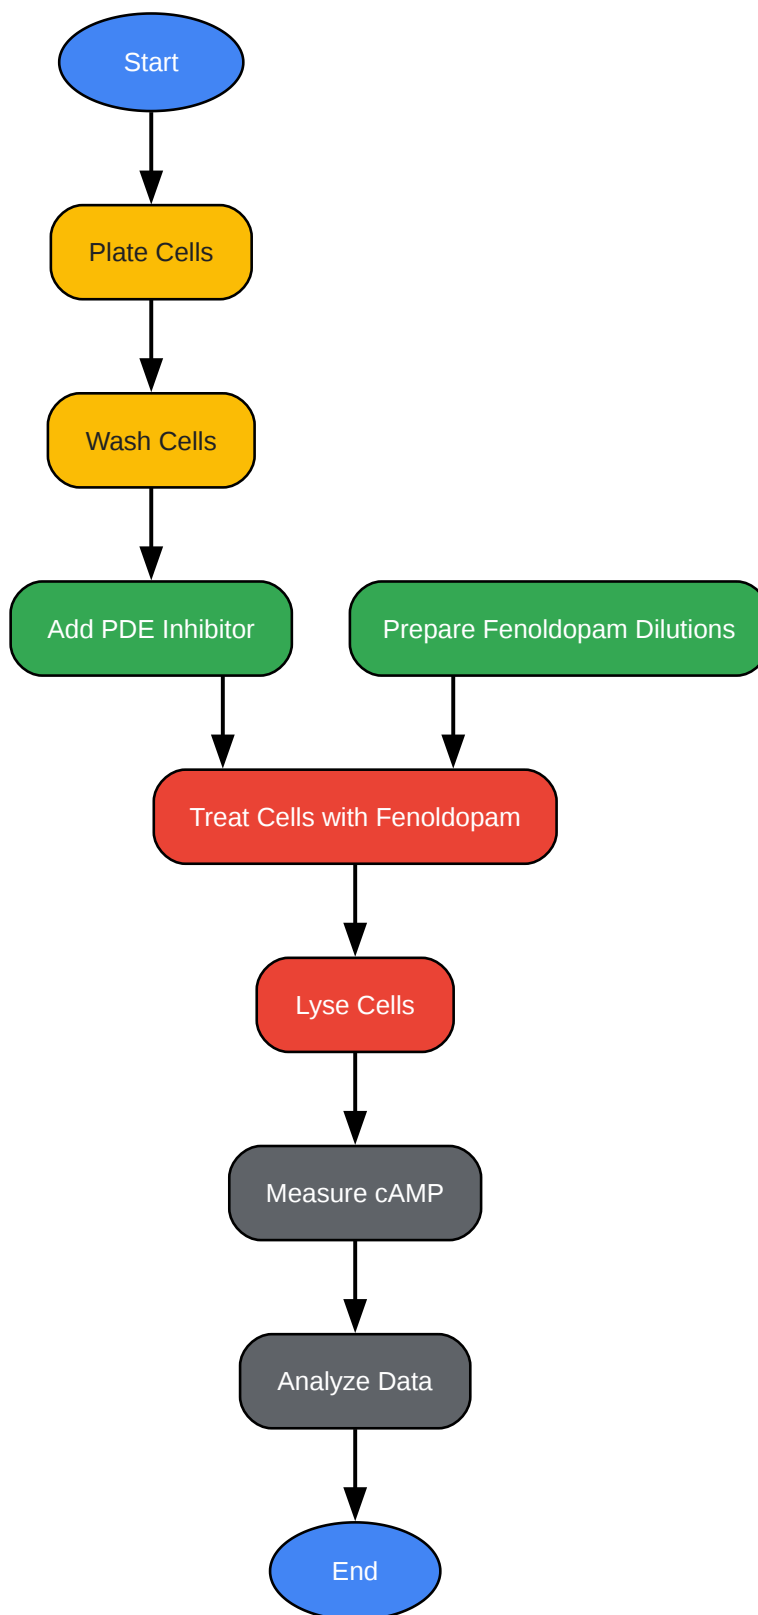 Start
Plate Cells
Wash Cells
Add PDE Inhibitor
Prepare Fenoldopam Dilutions
Treat Cells with Fenoldopam
Lyse Cells
Measure cAMP
Analyze Data
End